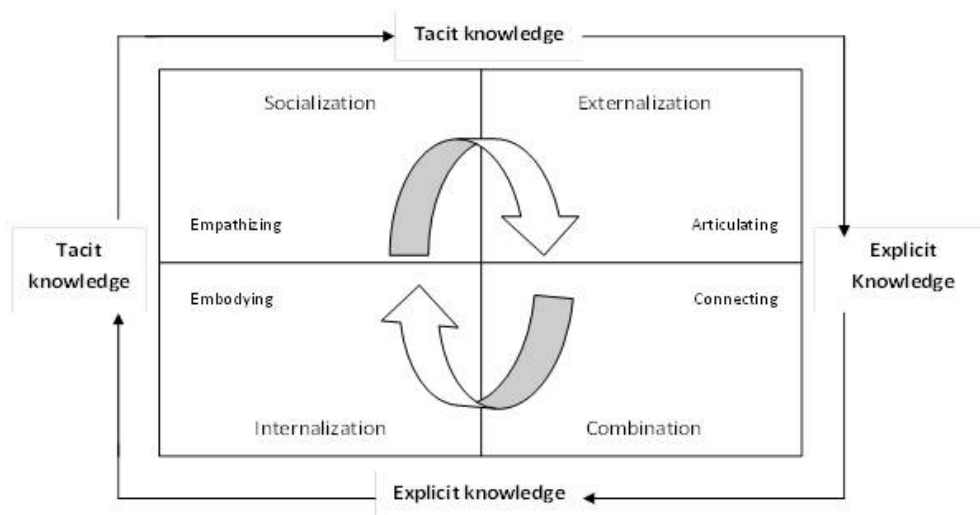 Tacit knowledge
Socialization
Externalization
Empathizing
Articulating
Tacit
knowledge
Explicit
Knowledge
Embodying
Connecting
Internalization
Combination
Explicit knowledge